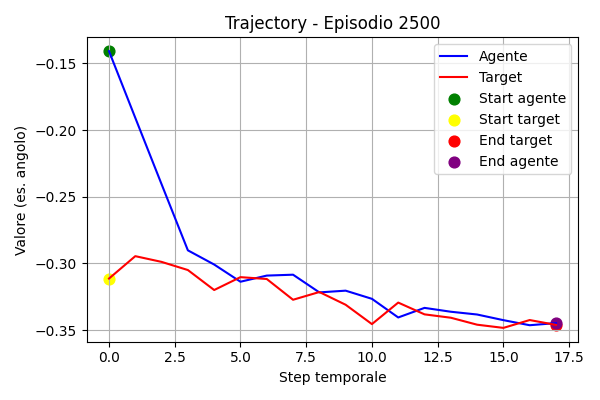 Trajectory - Episodio 2500
Valore (es. angolo)
−0.15
−0.20
−0.25
−0.30
−0.35
Agente
Target
Start agente
Start target
End target
End agente
0.0 2.5 5.0 7.5 10.0 12.5 15.0 17.5
Step temporale